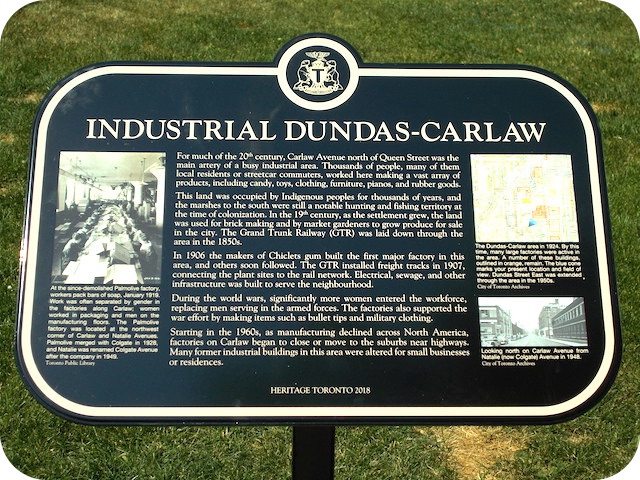 T
INDUSTRIAL DUNDAS-CARLAW
For much of the 20th century, Carlaw Avenue north of Queen Street was the
main artery of a busy industrial area. Thousands of people, many of them
local residents or streetcar commuters, worked here making a vast array of
products, including candy, toys, clothing, furniture, pianos, and rubber goods.
This land was occupied by Indigenous peoples for thousands of years, and
the marshes to the south were still a notable hunting and fishing territory at
the time of colonization. In the 19th century, as the settlement grew, the land
was used for brick making and by market gardeners to grow produce for sale
in the city. The Grand Trunk Railway (GTR) was laid down through the
area in the 1850s.
In 1906 the makers of Chiclets gum built the first major factory in this
area, and others soon followed. The GTR installed freight tracks in 1907,
connecting the plant sites to the rail network. Electrical, sewage, and other
infrastructure was built to serve the neighbourhood.
During the world wars, significantly more women entered the workforce,
replacing men serving in the armed forces. The factories also supported the
war effort by making items such as bullet tips and military clothing.
Starting in the 1960s, as manufacturing declined across North America,
factories on Carlaw began to close or move to the suburbs near highways.
Many former industrial buildings in this area were altered for small businesses
or residences.
HERITAGE TORONTO 2018
At the since-demolished Palmolive factory,
workers pack bars of soap, January 1919.
Work was often separated by gender in
the factories along Carlaw; women
worked in packaging and men on the
manufacturing floors. The Palmolive
factory was located at the northwest
corner of Carlaw and Natalie Avenues.
Palmolive merged with Colgate in 1928,
and Natalie was renamed Colgate Avenue
after the company in 1949.
Toronto Public Library
The Dundas-Carlaw area in 1924. By this
time, many large factories were active in
the area. A number of these buildings,
outlined in orange, remain. The blue cone
marks your present location and field of
view. Dundas Street East was extended
through the area in the 1950s.
City of Toronto Archives
Looking north on Carlaw Avenue from
Natalie (now Colgate) Avenue in 1948.
City of Toronto Archives